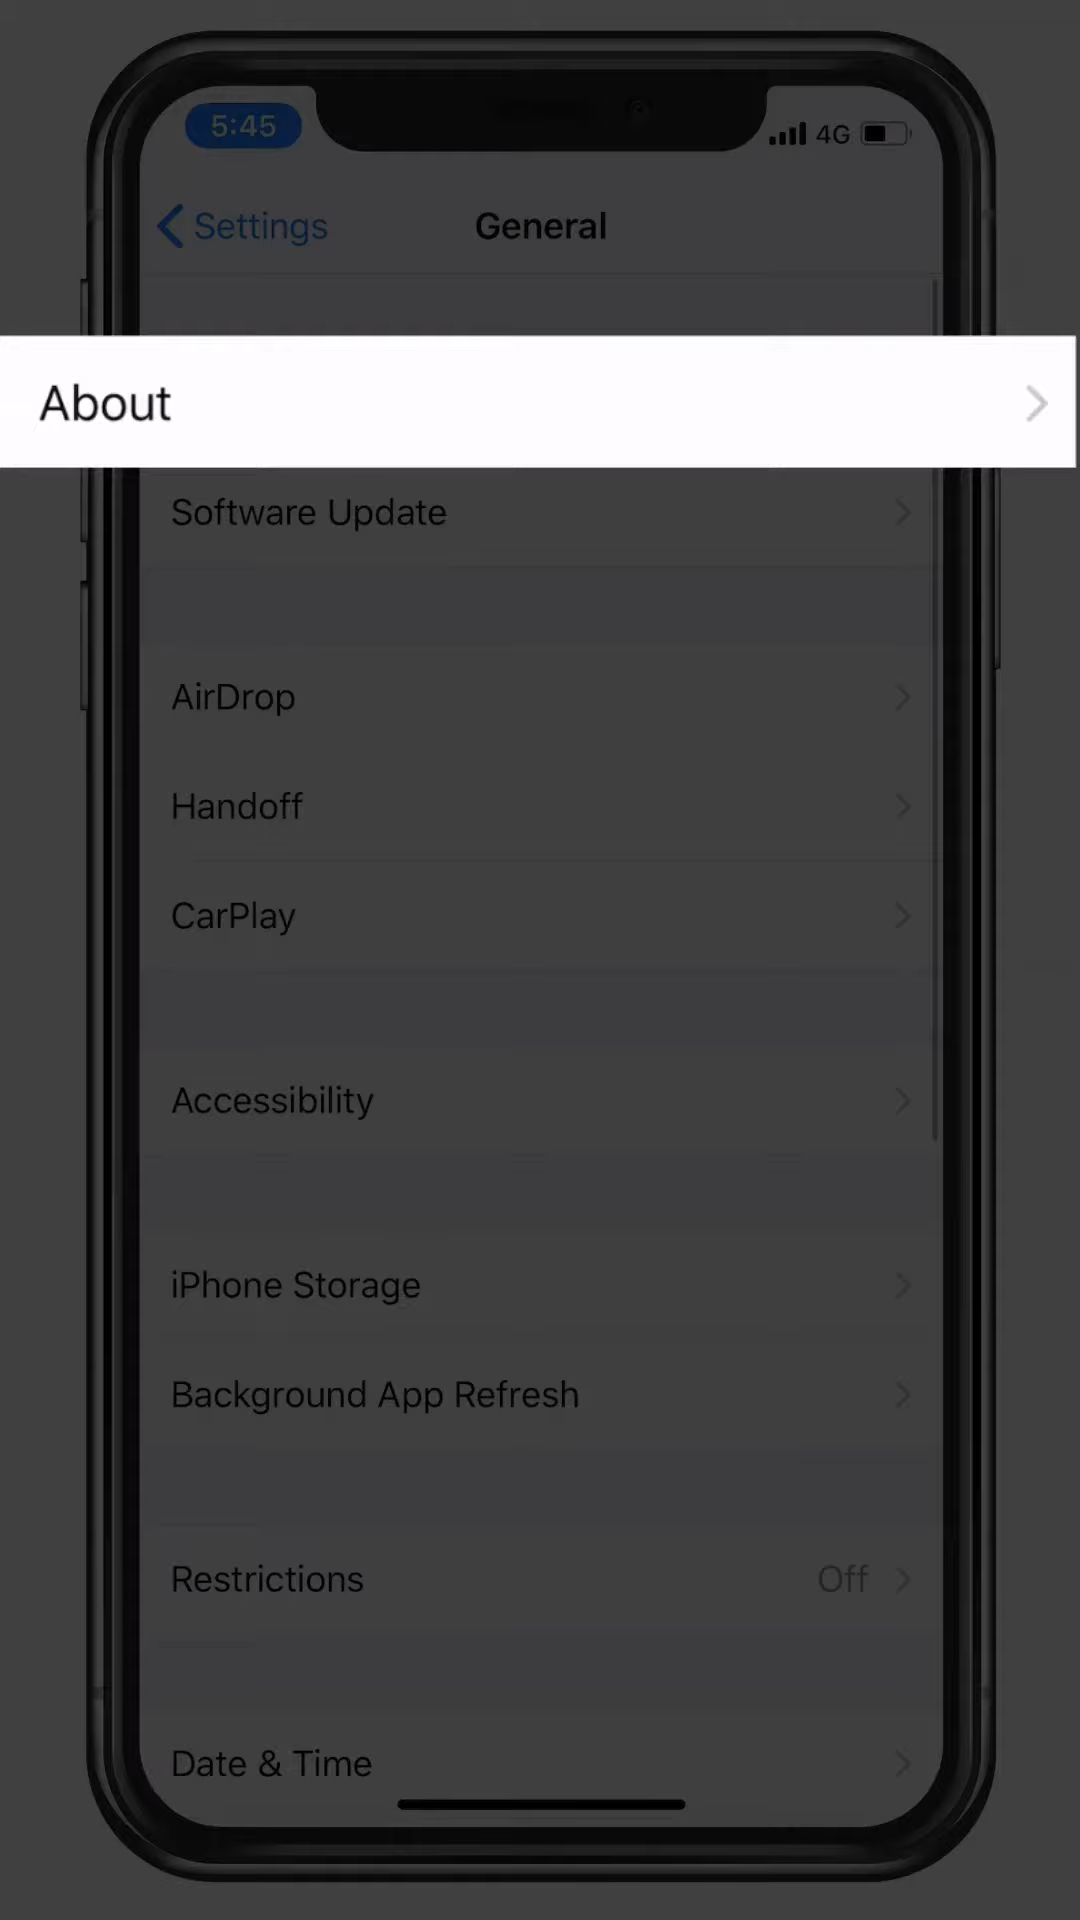 5:45
4G
Settings
General
About
Software Update
AirDrop
Handoff
CarPlay
Accessibility
iPhone Storage
Background App Refresh
Restrictions Off
Date & Time